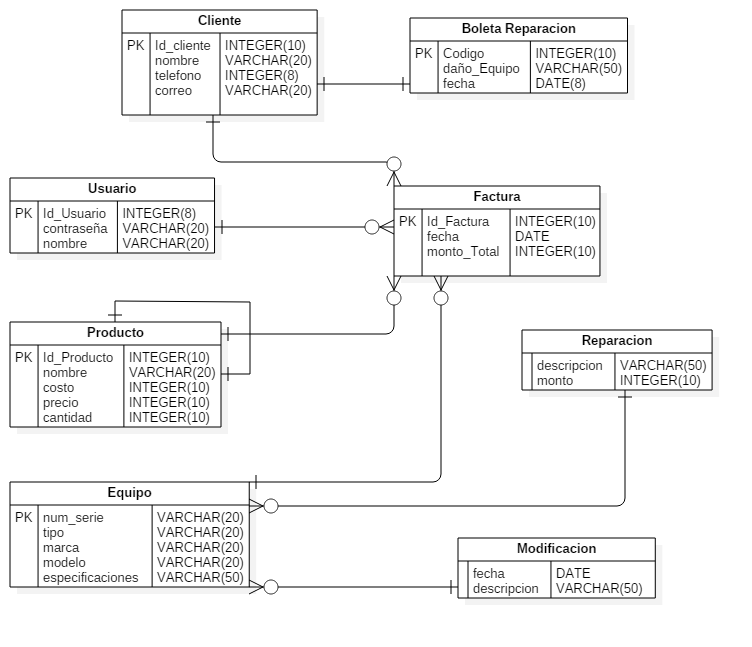 Cliente
PK Id_cliente INTEGER(10)
nombre VARCHAR(20)
telefono INTEGER(8)
correo VARCHAR(20)
Boleta Reparacion
PK Codigo INTEGER(10)
daño_Equipo VARCHAR(50)
fecha DATE(8)
Usuario
PK Id_Usuario INTEGER(8)
contraseña VARCHAR(20)
nombre VARCHAR(20)
Factura
PK Id_Factura INTEGER(10)
fecha DATE
monto_Total INTEGER(10)
Producto
PK Id_Producto INTEGER(10)
nombre VARCHAR(20)
costo INTEGER(10)
precio INTEGER(10)
cantidad INTEGER(10)
Reparacion
descripcion VARCHAR(50)
monto INTEGER(10)
Equipo
PK num_serie VARCHAR(20)
tipo VARCHAR(20)
marca VARCHAR(20)
modelo VARCHAR(20)
especificaciones VARCHAR(50)
Modificacion
fecha DATE
descripcion VARCHAR(50)